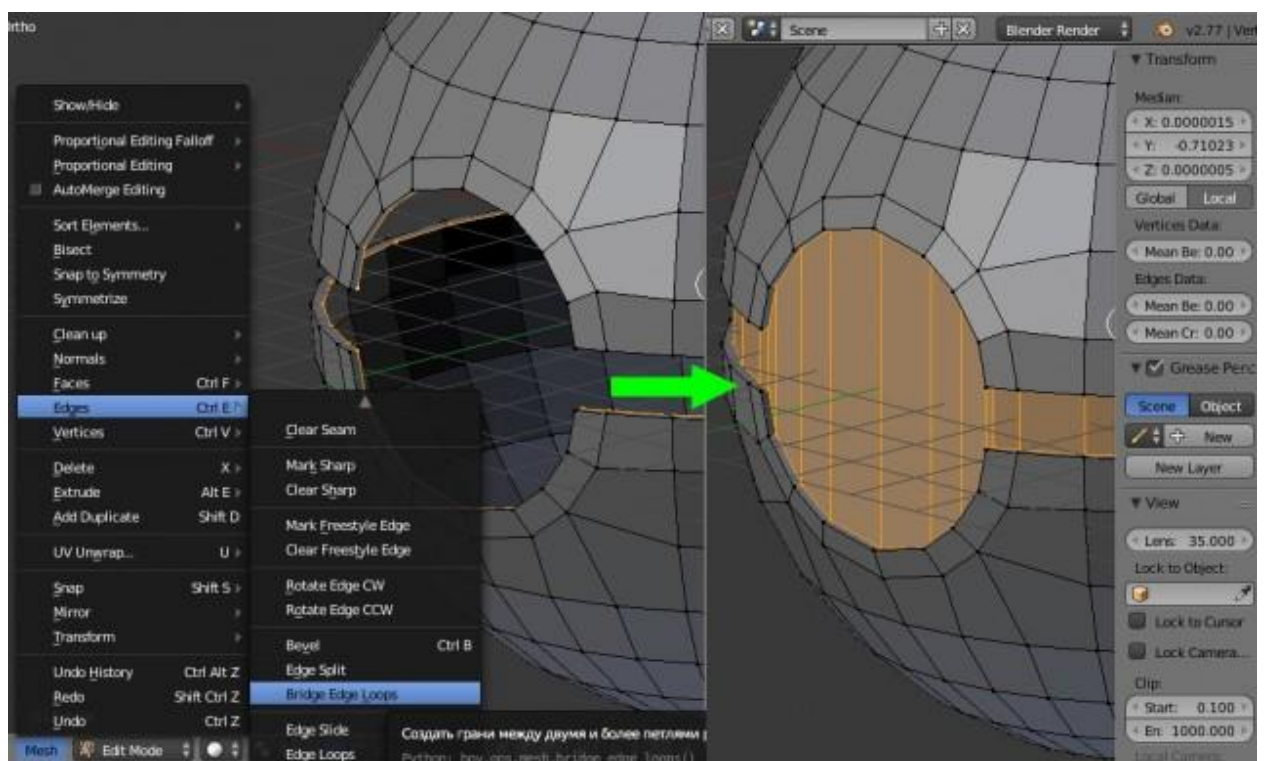 rtho
Show/Hide
Proportional Editing Falloff
Proportional Editing
AutoMerge Editing
Sort Elements...
Bisect
Snap to Symmetry
Symmetrize
Clean up
Normals
Faces Ctrl F
Edges Ctrl E
Vertices Ctrl V
Delete X
Extrude Alt E
Add Duplicate Shift D
UV Unwrap... U
Snap Shift S
Mirror
Transform
Undo History Ctrl Alt Z
Redo Shift Ctrl Z
Undo Ctrl Z
Mesh Edit Mode
Clear Seam
Mark Sharp
Clear Sharp
Mark Freestyle Edge
Clear Freestyle Edge
Rotate Edge CW
Rotate Edge CCW
Bevel Ctrl B
Edge Split
Bridge Edge Loops
Edge Slide
Edge Loops
Создать грани между двумя и более петлями р
Python: bpy.ops.mesh.bridge_edge_loops()
Scene Blender Render v2.77 | Ver
Transform
Median:
X: 0.0000015
Y: -0.71023
Z: 0.0000005
Global Local
Vertices Data:
Mean Be: 0.00
Edges Data:
Mean Be: 0.00
Mean Cr: 0.00
Grease Penc
Scene Object
New
New Layer
View
Lens: 35.000
Lock to Object:
Lock to Cursor
Lock Camera...
Clip:
Start: 0.100
En: 1000.000
Local Camera: